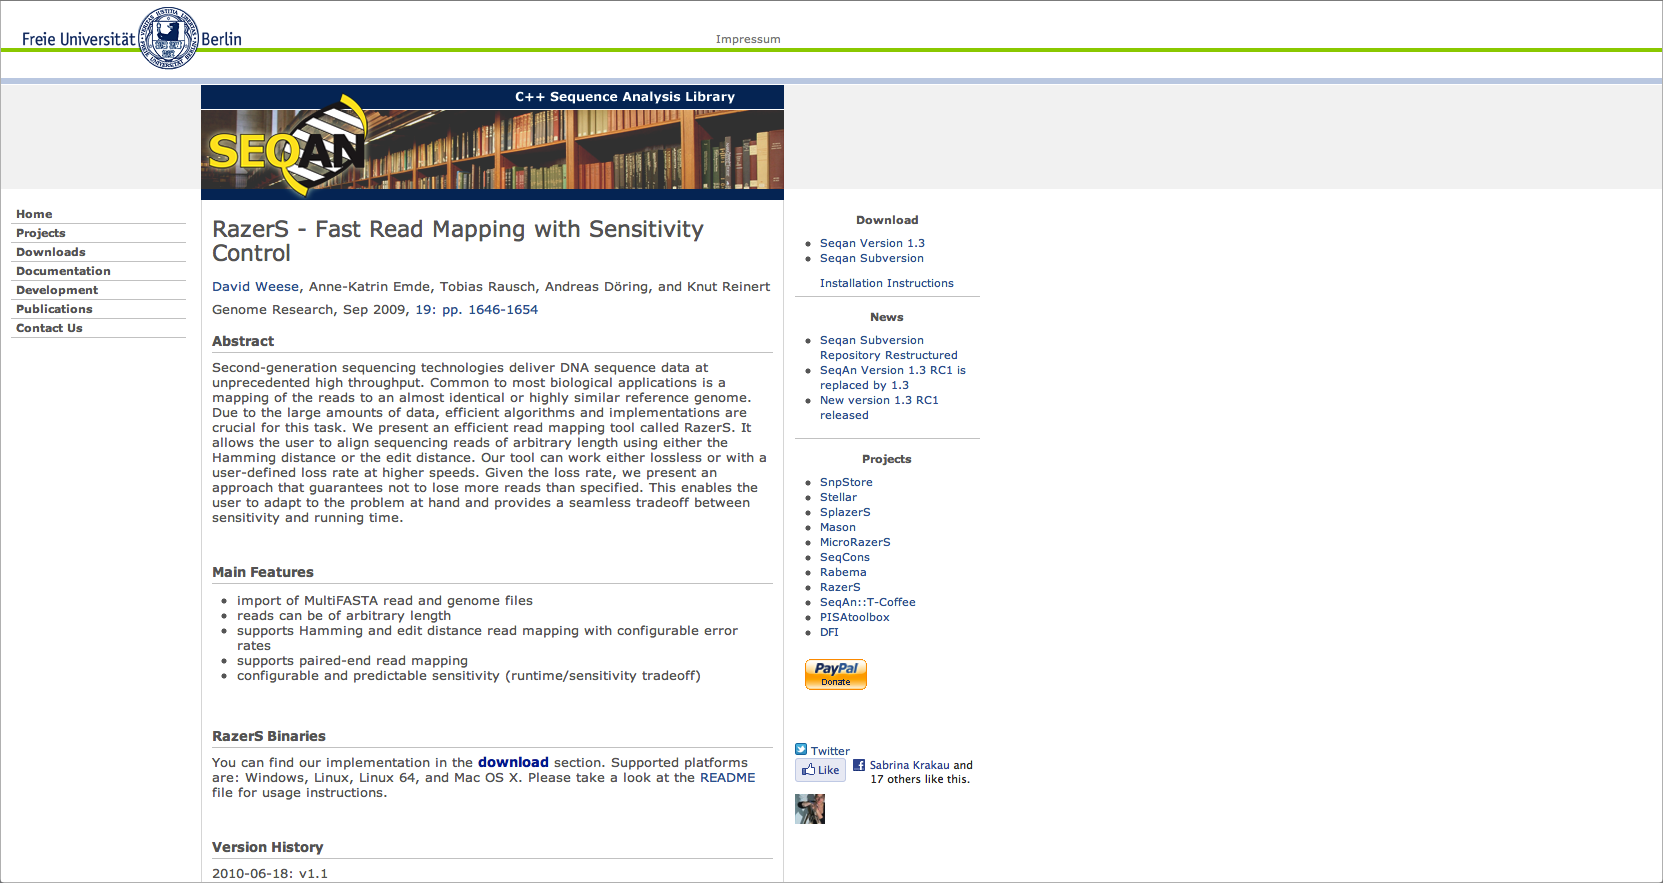 Freie Universität Berlin
Impressum
C++ Sequence Analysis Library
SEQAN
Home
Projects
Downloads
Documentation
Development
Publications
Contact Us
RazerS - Fast Read Mapping with Sensitivity
Control
David Weese, Anne-Katrin Emde, Tobias Rausch, Andreas Döring, and Knut Reinert
Genome Research, Sep 2009, 19: pp. 1646-1654
Abstract
Second-generation sequencing technologies deliver DNA sequence data at
unprecedented high throughput. Common to most biological applications is a
mapping of the reads to an almost identical or highly similar reference genome.
Due to the large amounts of data, efficient algorithms and implementations are
crucial for this task. We present an efficient read mapping tool called RazerS. It
allows the user to align sequencing reads of arbitrary length using either the
Hamming distance or the edit distance. Our tool can work either lossless or with a
user-defined loss rate at higher speeds. Given the loss rate, we present an
approach that guarantees not to lose more reads than specified. This enables the
user to adapt to the problem at hand and provides a seamless tradeoff between
sensitivity and running time.
Main Features
• import of MultiFASTA read and genome files
• reads can be of arbitrary length
• supports Hamming and edit distance read mapping with configurable error
rates
• supports paired-end read mapping
• configurable and predictable sensitivity (runtime/sensitivity tradeoff)
RazerS Binaries
You can find our implementation in the download section. Supported platforms
are: Windows, Linux, Linux 64, and Mac OS X. Please take a look at the README
file for usage instructions.
Version History
2010-06-18: v1.1
Download
• Seqan Version 1.3
• Seqan Subversion
Installation Instructions
News
• Seqan Subversion
Repository Restructured
• SeqAn Version 1.3 RC1 is
replaced by 1.3
• New version 1.3 RC1
released
Projects
• SnpStore
• Stellar
• SplazerS
• Mason
• MicroRazerS
• SeqCons
• Rabema
• RazerS
• SeqAn::T-Coffee
• PISAtoolbox
• DFI
PayPal
Donate
Twitter
Like
Sabrina Krakau and
17 others like this.